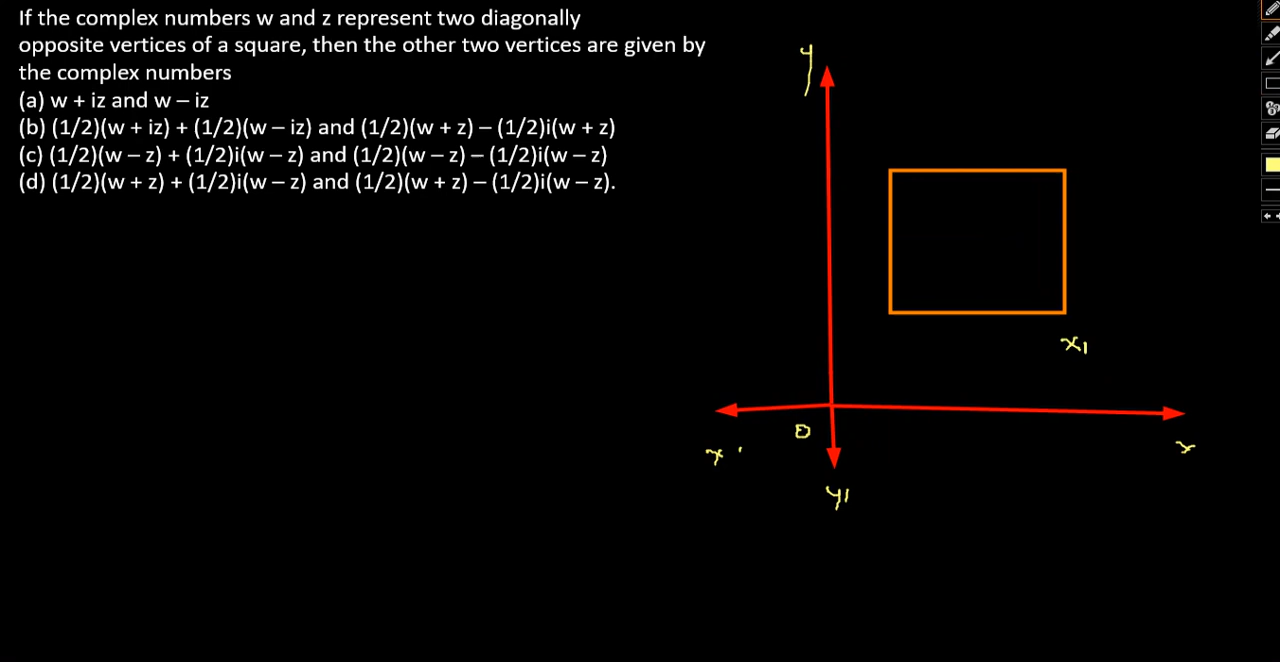 If the complex numbers w and z represent two diagonally
opposite vertices of a square, then the other two vertices are given by
the complex numbers
(a) w + iz and w – iz
(b) (1/2)(w + iz) + (1/2)(w – iz) and (1/2)(w + z) – (1/2)i(w + z)
(c) (1/2)(w – z) + (1/2)i(w – z) and (1/2)(w – z) – (1/2)i(w – z)
(d) (1/2)(w + z) + (1/2)i(w – z) and (1/2)(w + z) – (1/2)i(w – z).
y
x1
0
x
x'
y1